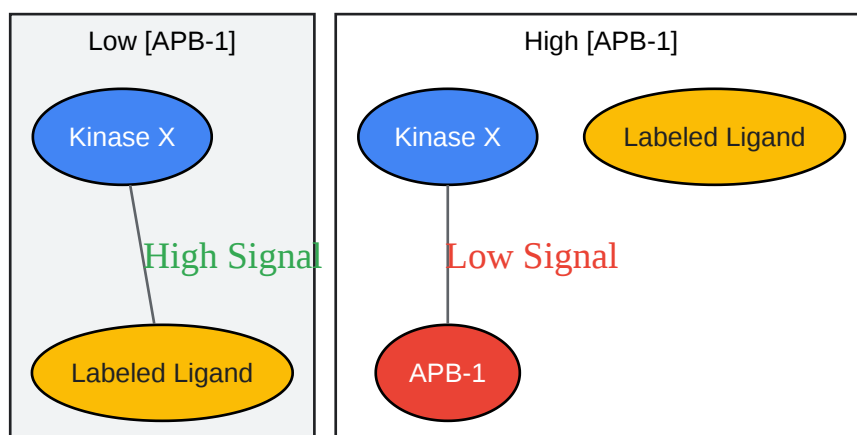 Low [APB-1]
Kinase X
High Signal
Labeled Ligand
High [APB-1]
Kinase X
Labeled Ligand
Low Signal
APB-1